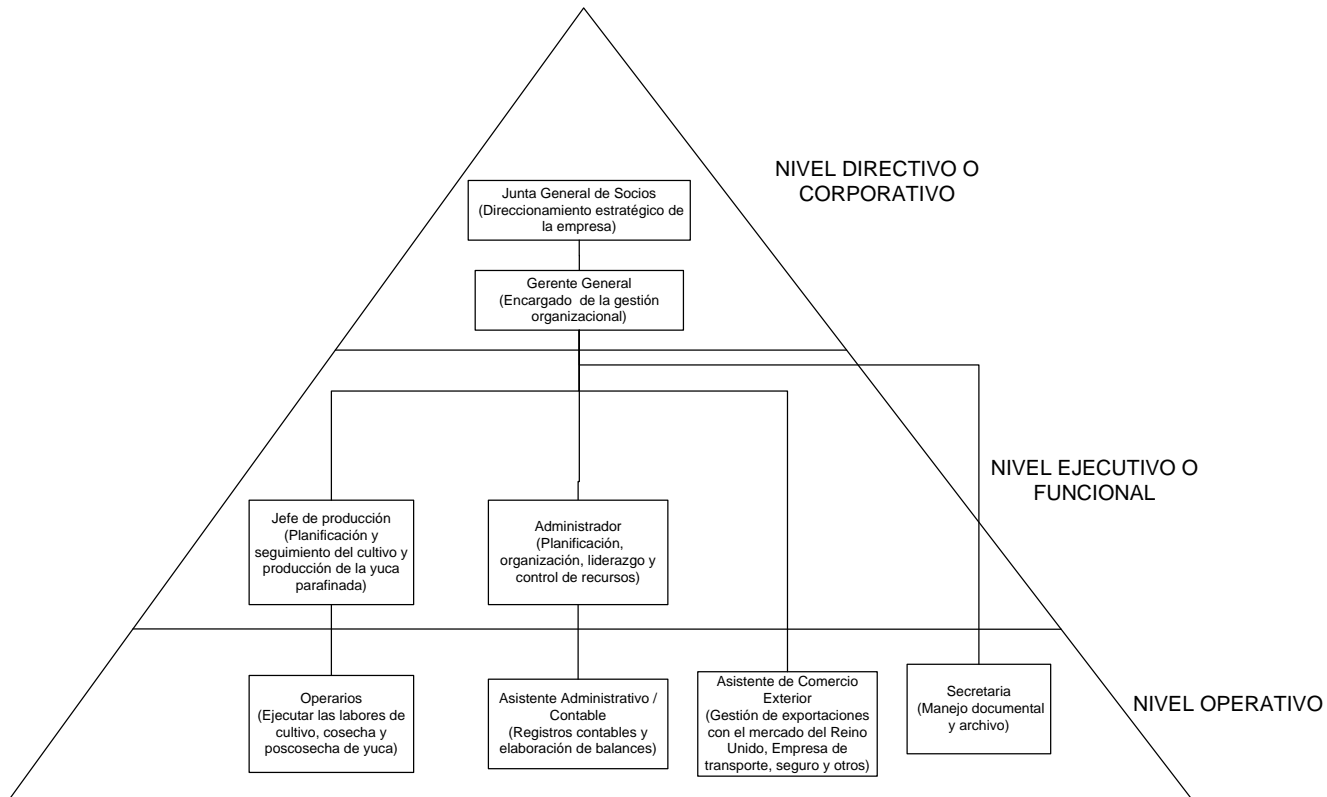 NIVEL DIRECTIVO O
CORPORATIVO
Junta General de Socios
(Direccionamiento estratégico de
la empresa)
Gerente General
(Encargado de la gestión
organizacional)
NIVEL EJECUTIVO O
FUNCIONAL
Jefe de producción
(Planificación y
seguimiento del cultivo y
producción de la yuca
parafinada)
Administrador
(Planificación,
organización, liderazgo y
control de recursos)
Operarios
(Ejecutar las labores de
cultivo, cosecha y
poscosecha de yuca)
Asistente Administrativo /
Contable
(Registros contables y
elaboración de balances)
Asistente de Comercio
Exterior
(Gestión de exportaciones
con el mercado del Reino
Unido, Empresa de
transporte, seguro y otros)
Secretaria
(Manejo documental
y archivo)
NIVEL OPERATIVO